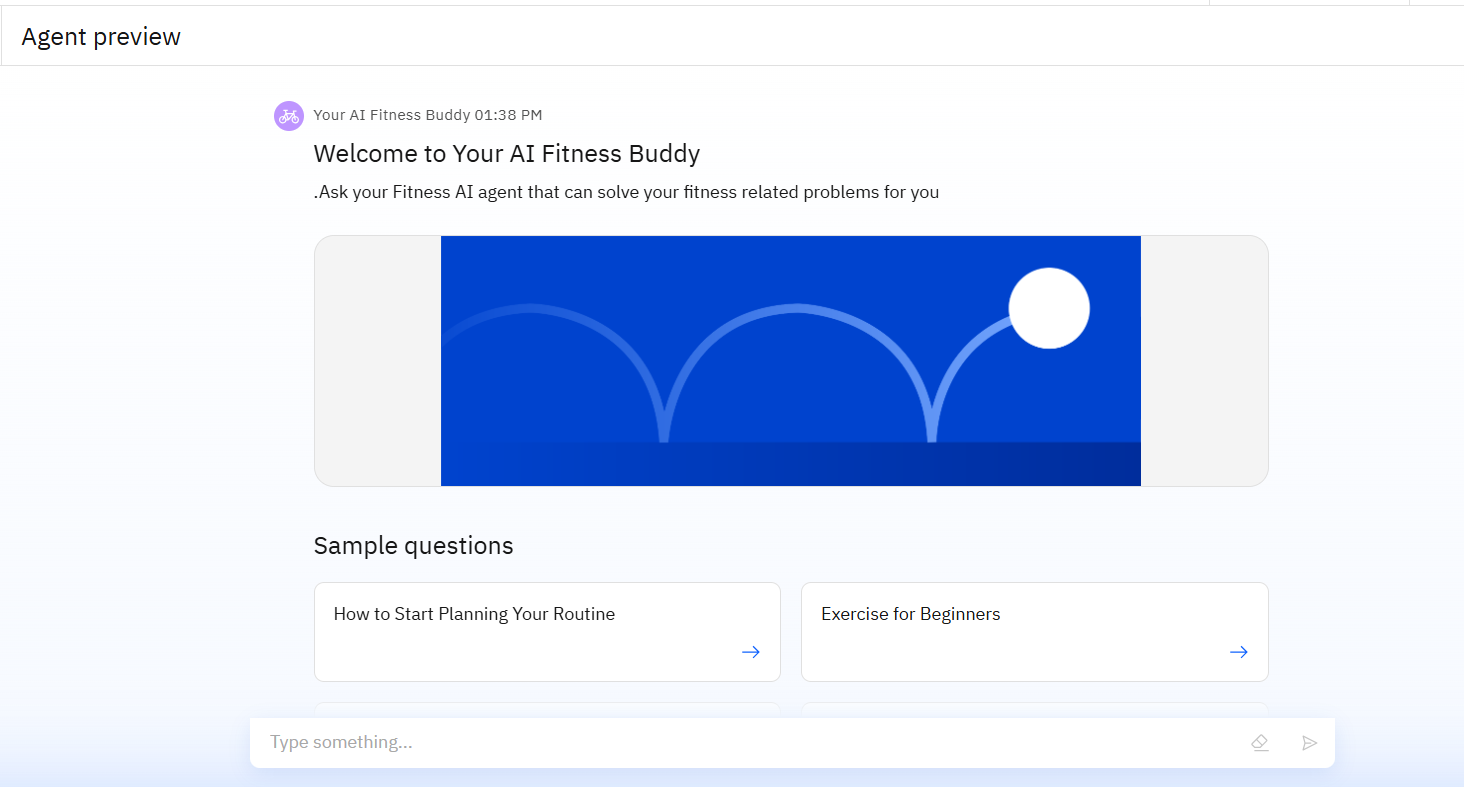 Agent preview
Your AI Fitness Buddy 01:38 PM
Welcome to Your AI Fitness Buddy
.Ask your Fitness AI agent that can solve your fitness related problems for you
Sample questions
How to Start Planning Your Routine
Exercise for Beginners
Type something...